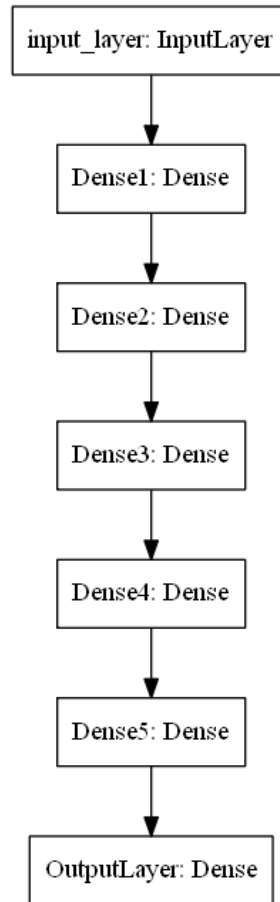 input_layer: InputLayer
Dense1: Dense
Dense2: Dense
Dense3: Dense
Dense4: Dense
Dense5: Dense
OutputLayer: Dense